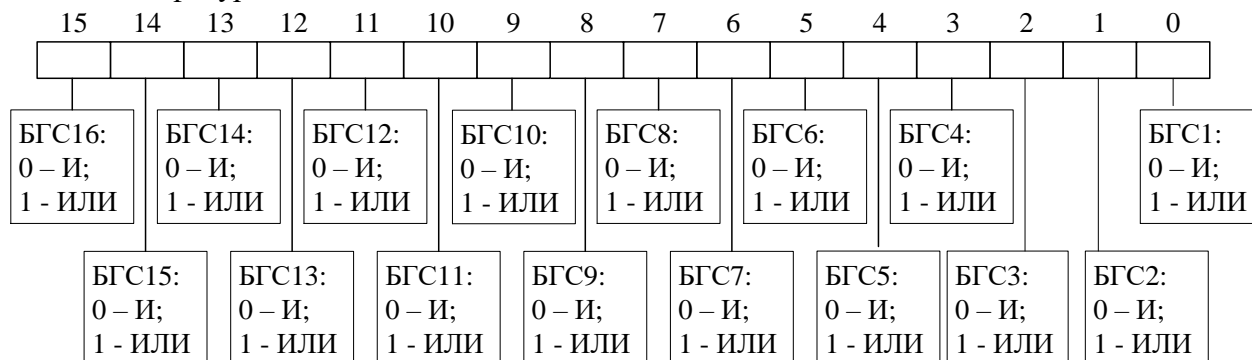 15 14 13 12 11 10 9 8 7 6 5 4 3 2 1 0
БГС16: БГС14: БГС12: БГС10: БГС8: БГС6: БГС4: БГС1:
0 – И; 0 – И; 0 – И; 0 – И; 0 – И; 0 – И; 0 – И; 0 – И;
1 - ИЛИ 1 - ИЛИ 1 - ИЛИ 1 - ИЛИ 1 - ИЛИ 1 - ИЛИ 1 - ИЛИ 1 - ИЛИ
БГС15: БГС13: БГС11: БГС9: БГС7: БГС5: БГС3: БГС2:
0 – И; 0 – И; 0 – И; 0 – И; 0 – И; 0 – И; 0 – И; 0 – И;
1 - ИЛИ 1 - ИЛИ 1 - ИЛИ 1 - ИЛИ 1 - ИЛИ 1 - ИЛИ 1 - ИЛИ 1 - ИЛИ